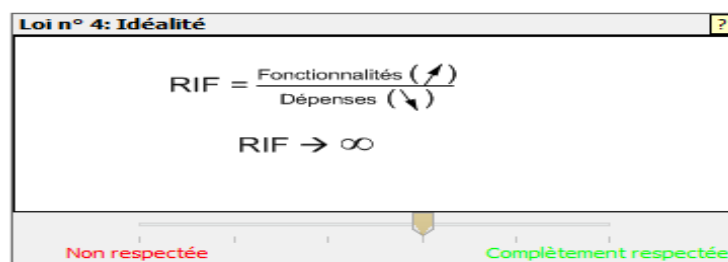 Loi n° 4: Idéalité ?
RIF = Fonctionnalités (↗) / Dépenses (↘)
RIF → ∞
Non respectée Complètement respectée